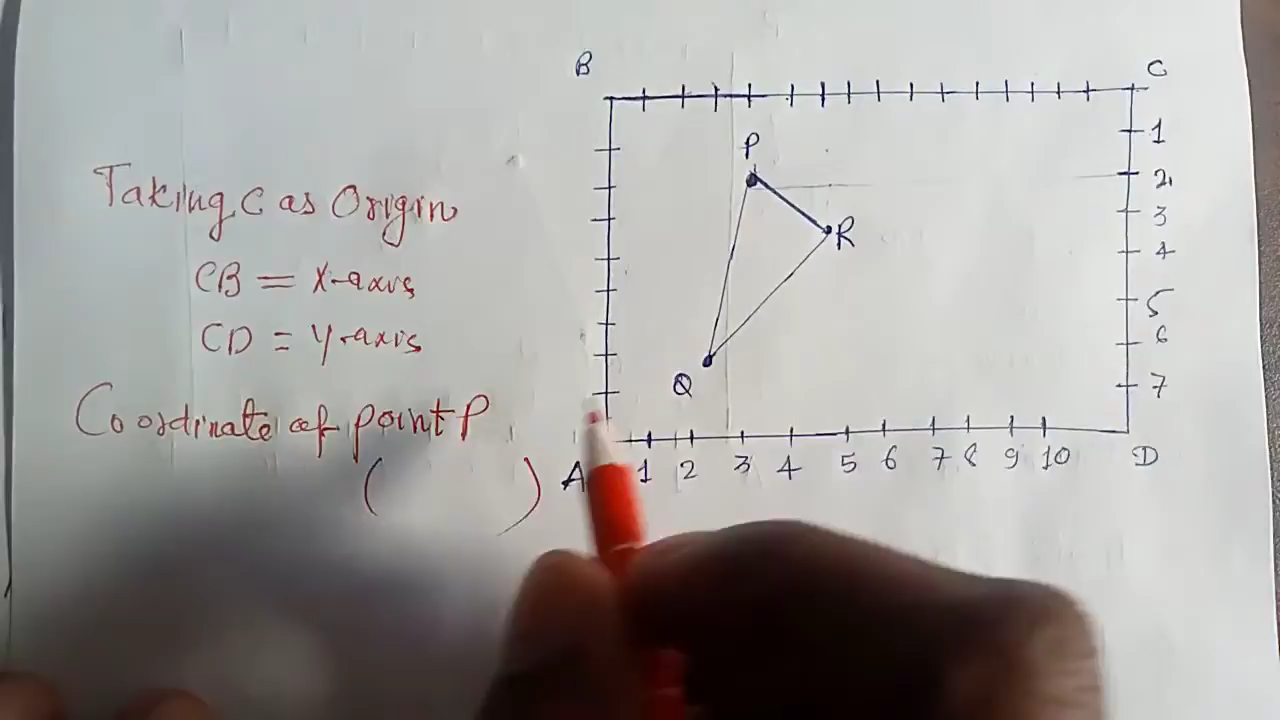 B
C
P
1
Taking C as Origin
2
R
3
CB = X-axis
4
CD = Y-axis
5
6
Coordinate of point P
Q
7
( )
A 1 2 3 4 5 6 7 8 9 10 D